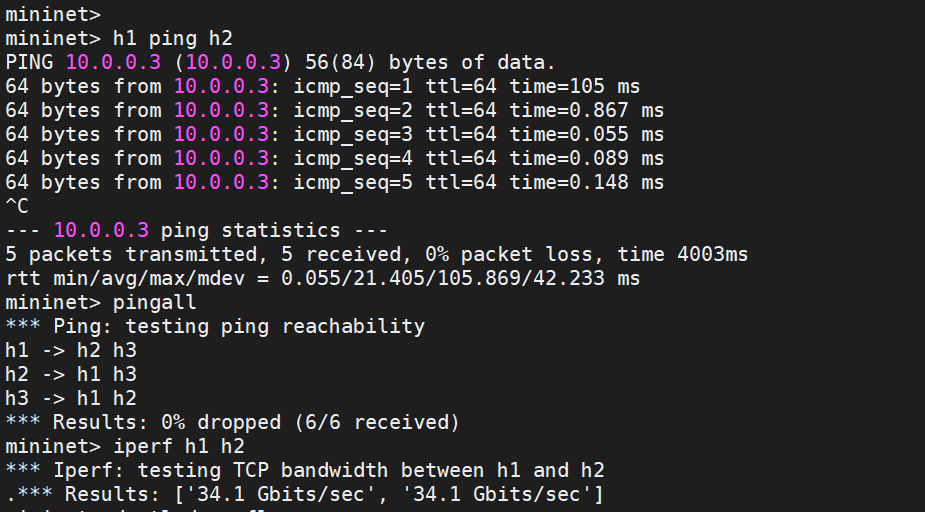 mininet>
mininet> h1 ping h2
PING 10.0.0.3 (10.0.0.3) 56(84) bytes of data.
64 bytes from 10.0.0.3: icmp_seq=1 ttl=64 time=105 ms
64 bytes from 10.0.0.3: icmp_seq=2 ttl=64 time=0.867 ms
64 bytes from 10.0.0.3: icmp_seq=3 ttl=64 time=0.055 ms
64 bytes from 10.0.0.3: icmp_seq=4 ttl=64 time=0.089 ms
64 bytes from 10.0.0.3: icmp_seq=5 ttl=64 time=0.148 ms
^C
--- 10.0.0.3 ping statistics ---
5 packets transmitted, 5 received, 0% packet loss, time 4003ms
rtt min/avg/max/mdev = 0.055/21.405/105.869/42.233 ms
mininet> pingall
*** Ping: testing ping reachability
h1 -> h2 h3
h2 -> h1 h3
h3 -> h1 h2
*** Results: 0% dropped (6/6 received)
mininet> iperf h1 h2
*** Iperf: testing TCP bandwidth between h1 and h2
.*** Results: ['34.1 Gbits/sec', '34.1 Gbits/sec']